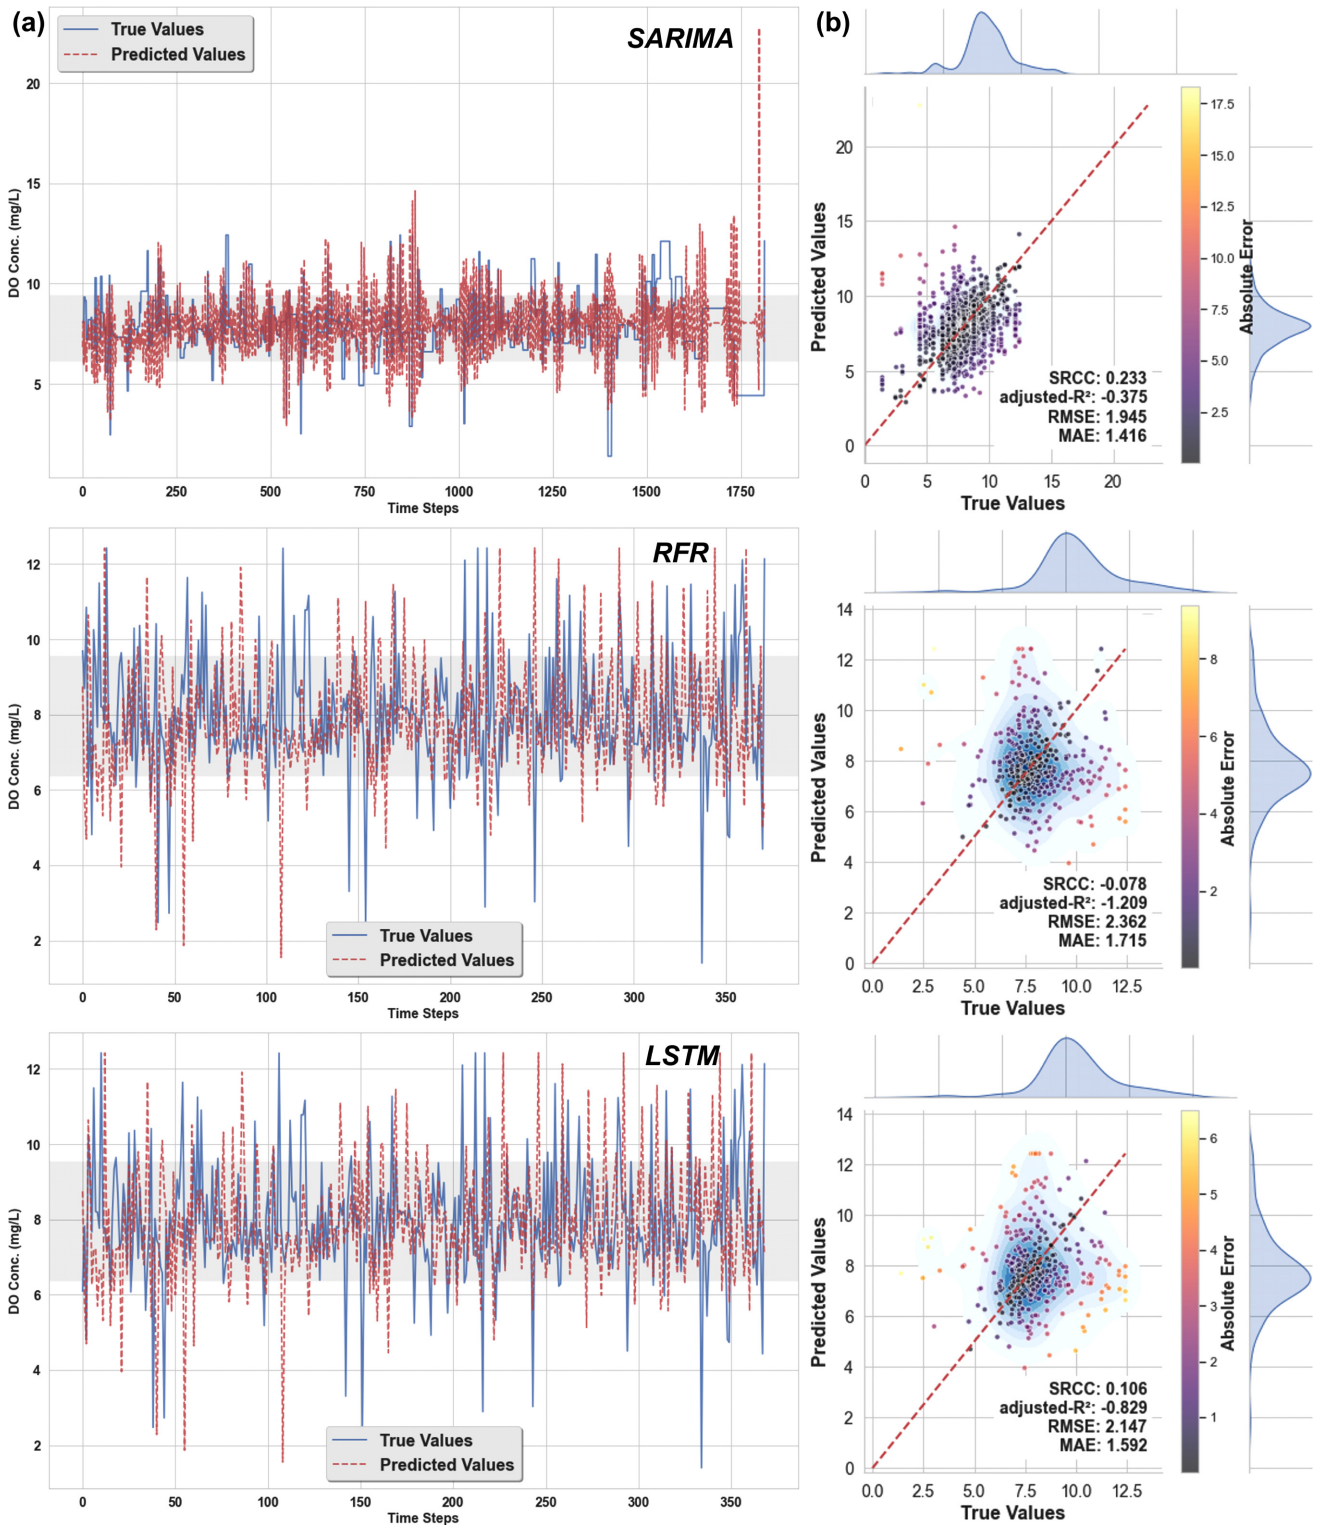 (a)
True Values
Predicted Values
SARIMA
DO Conc. (mg/L)
20
15
10
5
0
250
500
750
1000
1250
1500
1750
Time Steps
(b)
Predicted Values
20
15
10
5
0
SRCC: 0.233
adjusted-R²: -0.375
RMSE: 1.945
MAE: 1.416
0
5
10
15
20
True Values
17.5
15.0
12.5
10.0
7.5
5.0
2.5
Absolute Error
RFR
DO Conc. (mg/L)
12
10
8
6
4
2
True Values
Predicted Values
0
50
100
150
200
250
300
350
Time Steps
Predicted Values
14
12
10
8
6
4
2
0
SRCC: -0.078
adjusted-R²: -1.209
RMSE: 2.362
MAE: 1.715
0.0
2.5
5.0
7.5
10.0
12.5
True Values
8
6
4
2
Absolute Error
LSTM
DO Conc. (mg/L)
12
10
8
6
4
2
True Values
Predicted Values
0
50
100
150
200
250
300
350
Time Steps
Predicted Values
14
12
10
8
6
4
2
0
SRCC: 0.106
adjusted-R²: -0.829
RMSE: 2.147
MAE: 1.592
0.0
2.5
5.0
7.5
10.0
12.5
True Values
6
5
4
3
2
1
Absolute Error